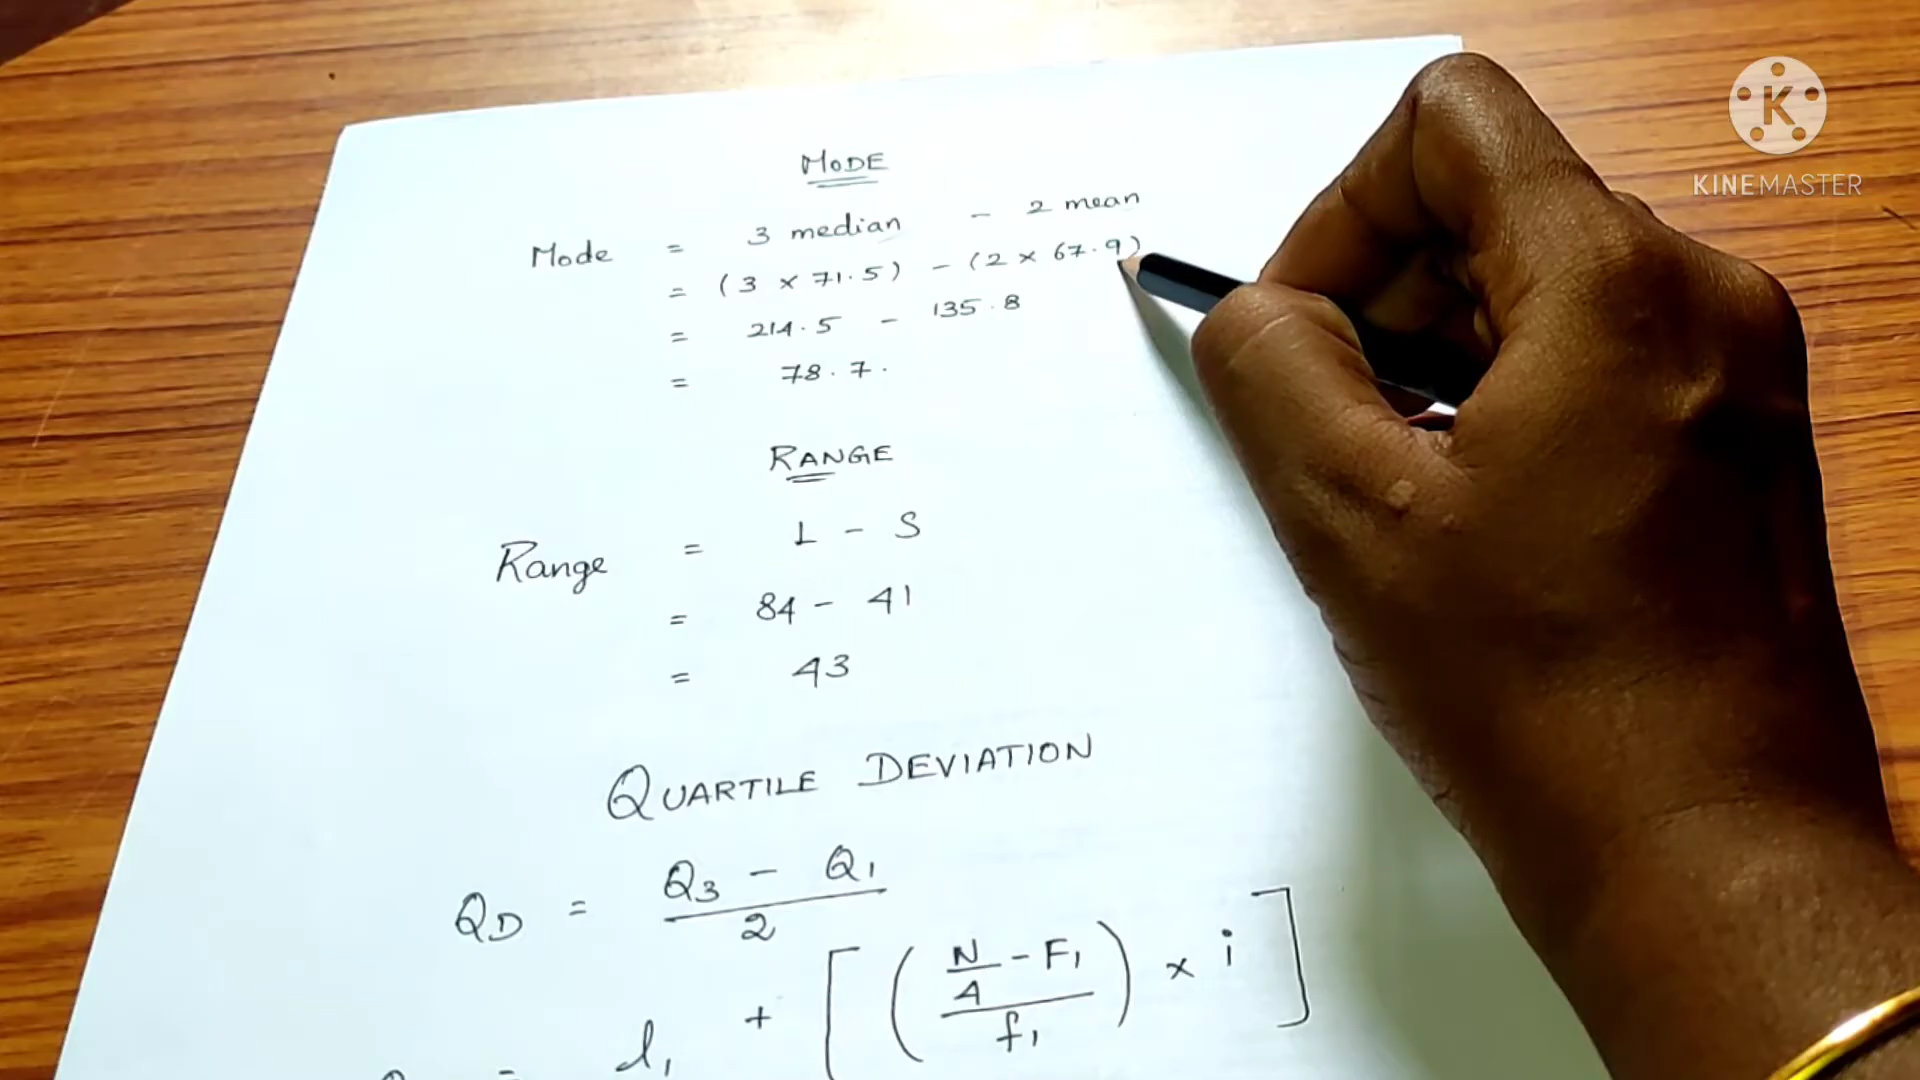 MODE
Mode = 3 median - 2 mean
= (3 × 71.5) - (2 × 67.9)
= 214.5 - 135.8
= 78.7.
RANGE
Range = L - S
= 84 - 41
= 43
QUARTILE DEVIATION
QD = Q3 - Q1
2
l1 + [ ( N/4 - F1 / f1 ) × i ]
K
KINEMASTER